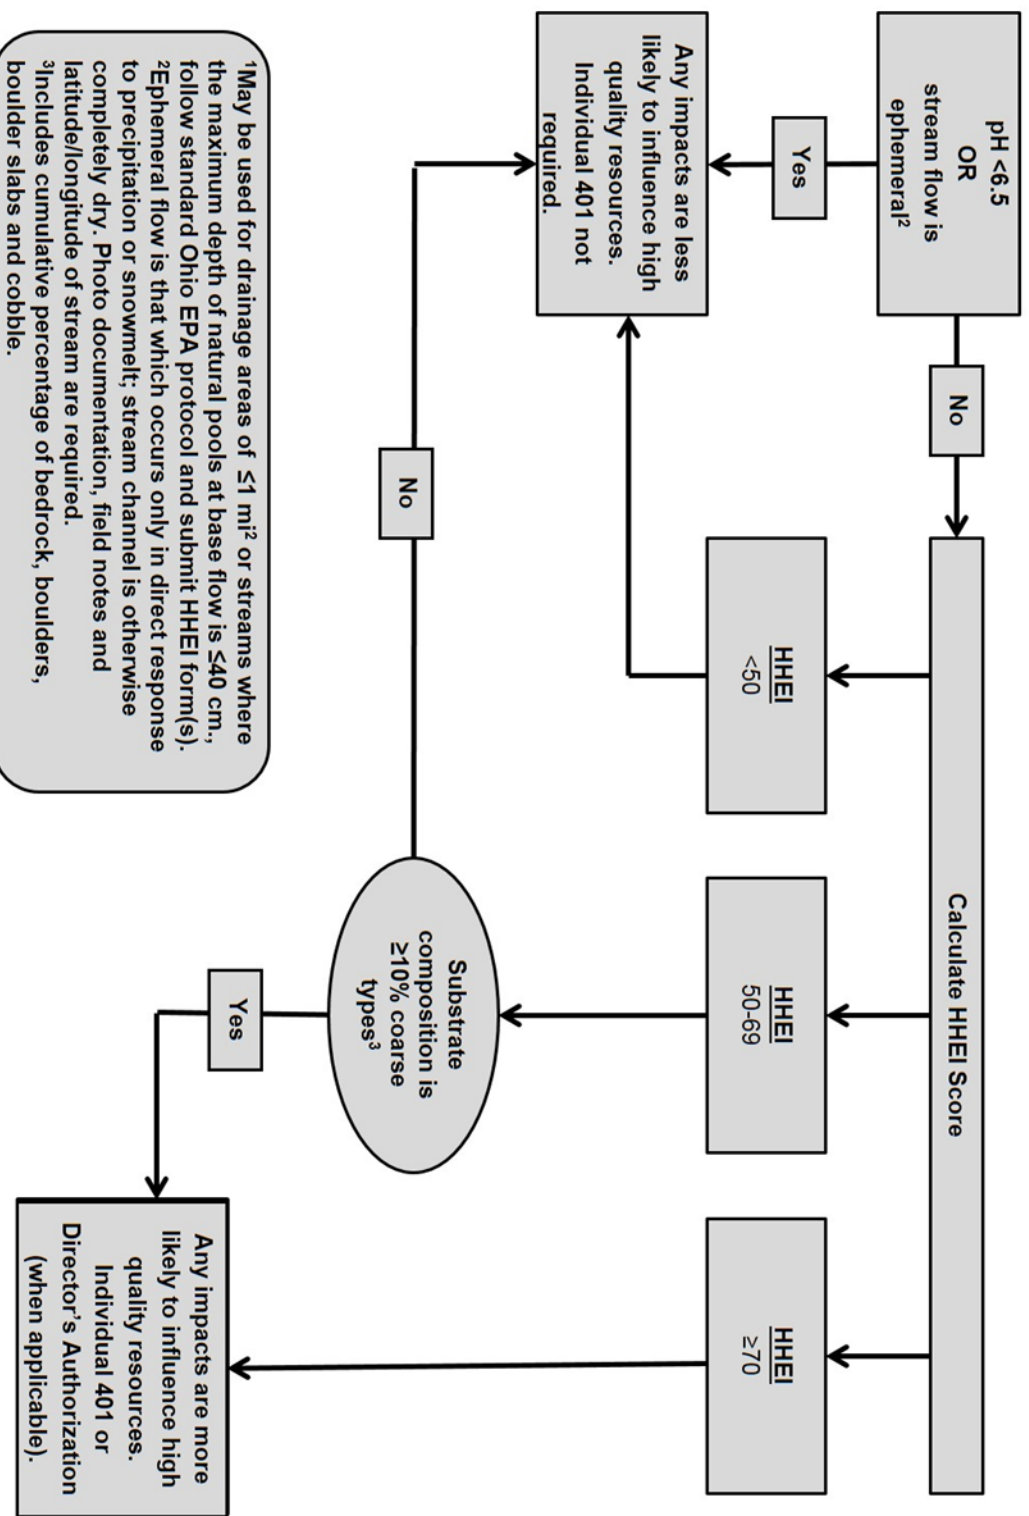 pH <6.5
OR
stream flow is
ephemeral²
No
Calculate HHEI Score
Yes
HHEI
<50
HHEI
50-69
HHEI
≥70
Any impacts are less
likely to influence high
quality resources.
Individual 401 not
required.
No
Substrate
composition is
≥10% coarse
types³
Yes
Any impacts are more
likely to influence high
quality resources.
Individual 401 or
Director’s Authorization
(when applicable).
¹May be used for drainage areas of ≤1 mi² or streams where
the maximum depth of natural pools at base flow is ≤40 cm.,
follow standard Ohio EPA protocol and submit HHEI form(s).
²Ephemeral flow is that which occurs only in direct response
to precipitation or snowmelt; stream channel is otherwise
completely dry. Photo documentation, field notes and
latitude/longitude of stream are required.
³Includes cumulative percentage of bedrock, boulders,
boulder slabs and cobble.